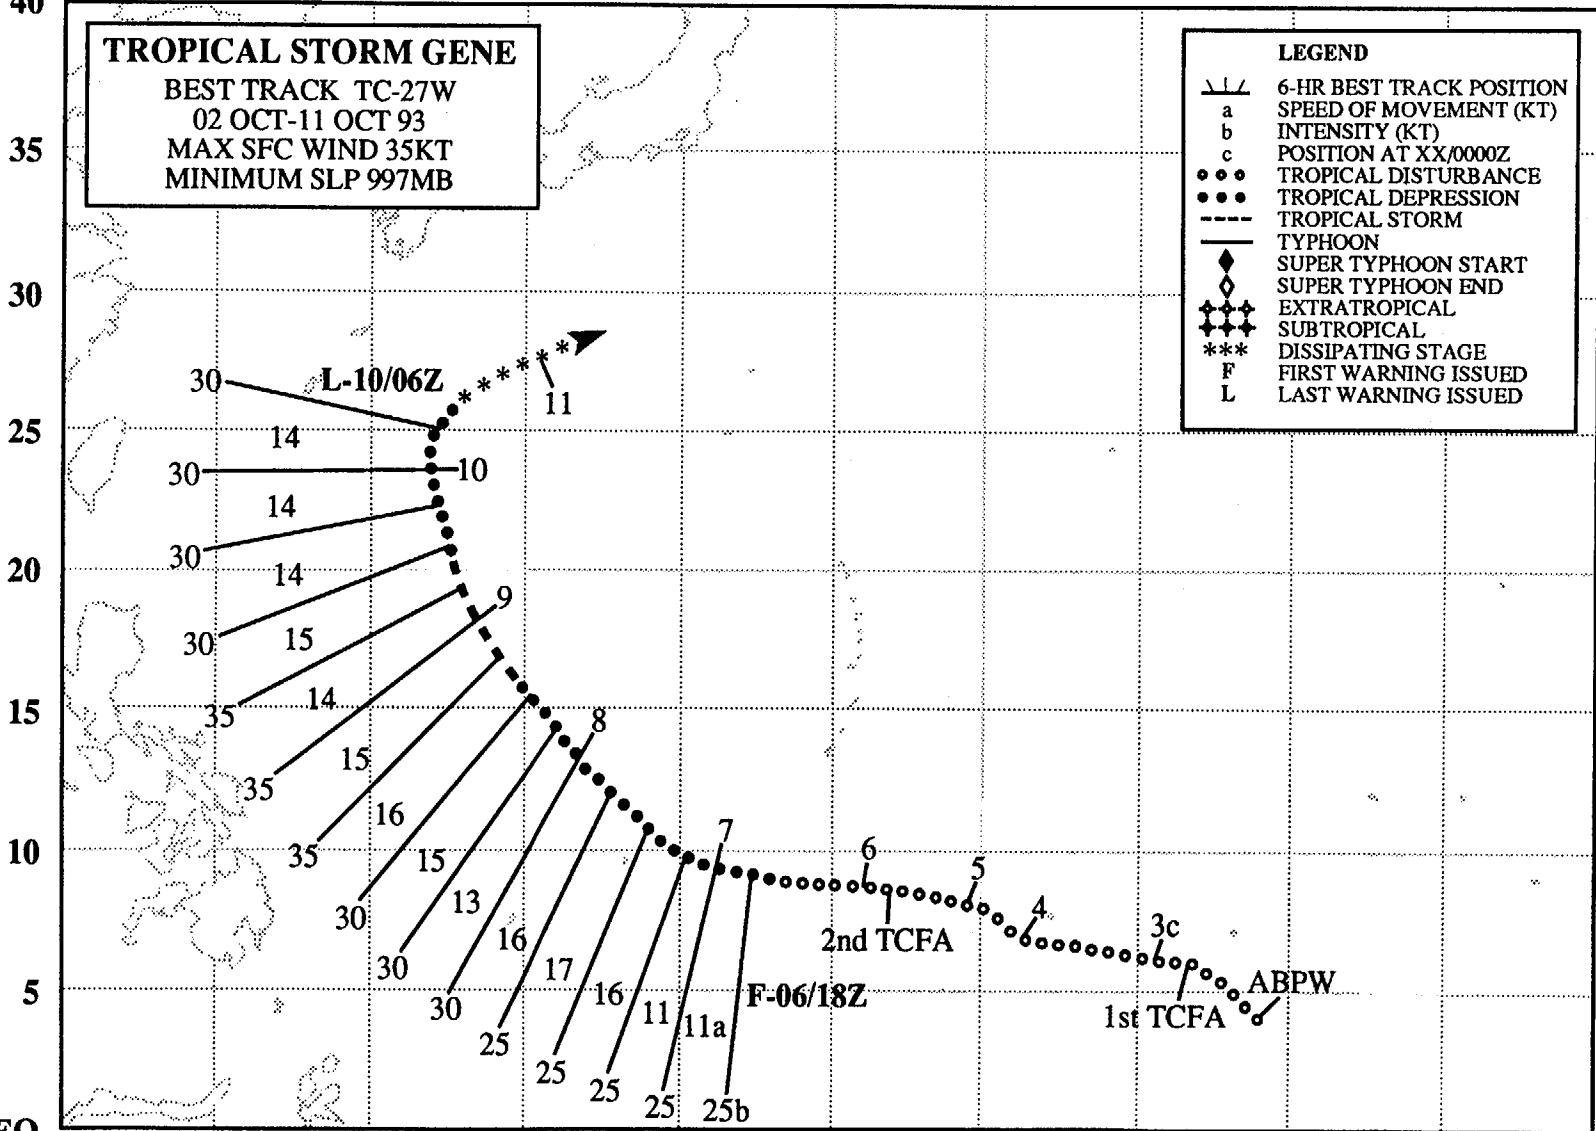 40
TROPICAL STORM GENE
BEST TRACK TC-27W
02 OCT-11 OCT 93
MAX SFC WIND 35KT
MINIMUM SLP 997MB
LEGEND
6-HR BEST TRACK POSITION
a SPEED OF MOVEMENT (KT)
b INTENSITY (KT)
c POSITION AT XX/0000Z
TROPICAL DISTURBANCE
TROPICAL DEPRESSION
TROPICAL STORM
TYPHOON
SUPER TYPHOON START
SUPER TYPHOON END
EXTRATROPICAL
SUBTROPICAL
*** DISSIPATING STAGE
F FIRST WARNING ISSUED
L LAST WARNING ISSUED
35
30
30 L-10/06Z
11
25
14
30 10
14
30
14
20
9
30
15
14
15
35
8
15
35
16
7
10
35
6
15
5
13
30
4
16
2nd TCFA
3c
30
17
ABPW
5
30
16
F-06/18Z
11
11a
1st TCFA
25
25
25
25
25b
EQ